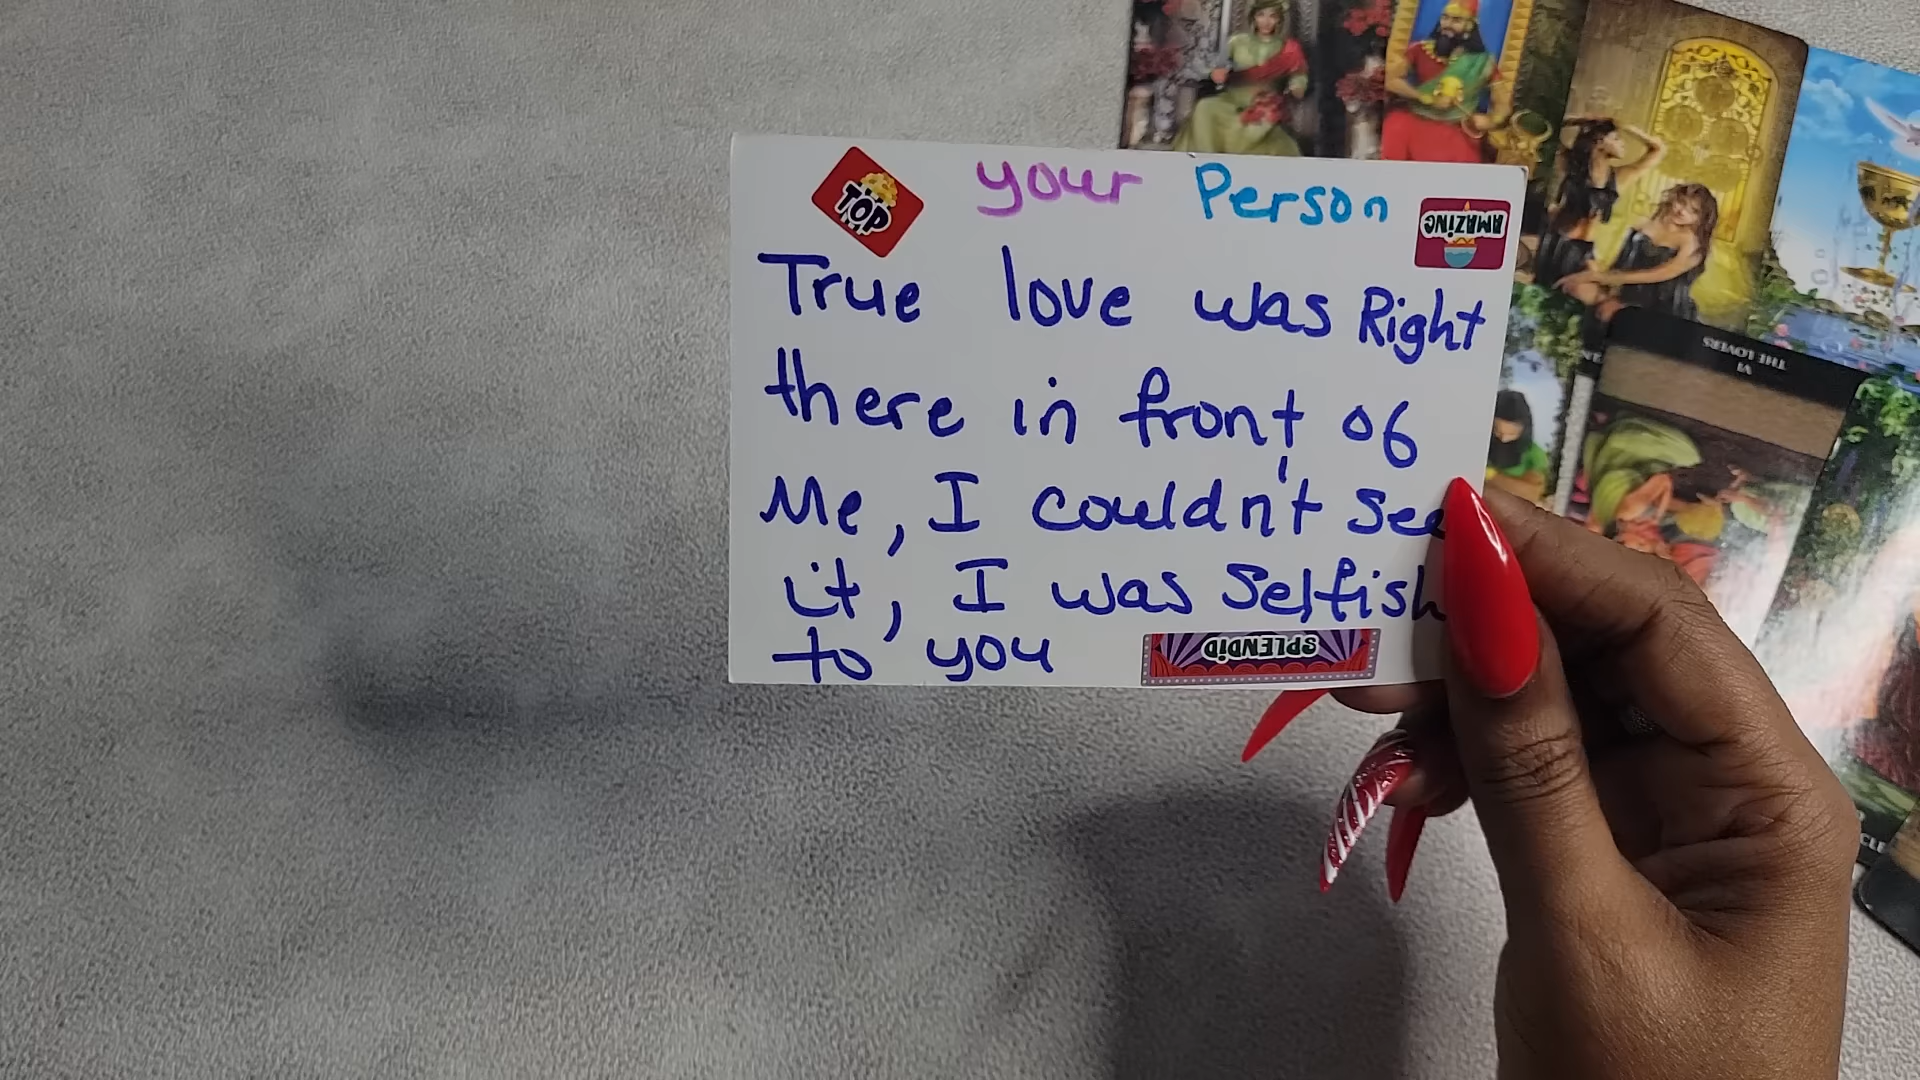 TOP
your Person
AMAZING
True love was Right
there in front of
Me, I couldn't see
it, I was Selfish
to you
SPLENDID
VI
THE LOVERS